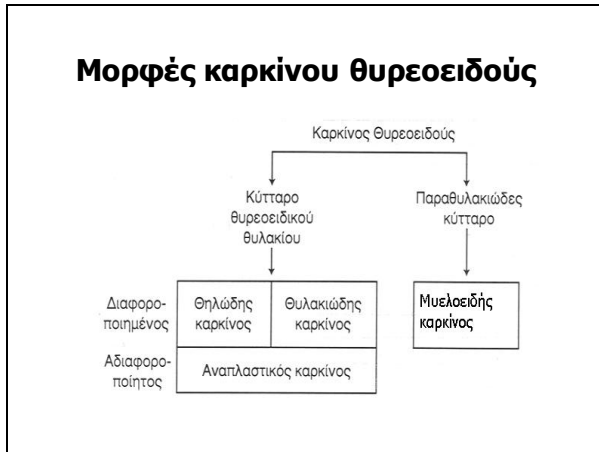 Μορφές καρκίνου θυρεοειδούς
Καρκίνος Θυρεοειδούς
Κύτταρο
θυρεοειδικού
θυλακίου
Παραθυλακιώδες
κύτταρο
Διαφορο-
ποιημένος
Θηλώδης
καρκίνος
Θυλακιώδης
καρκίνος
Μυελοειδής
καρκίνος
Αδιαφορο-
ποίητος
Αναπλαστικός καρκίνος